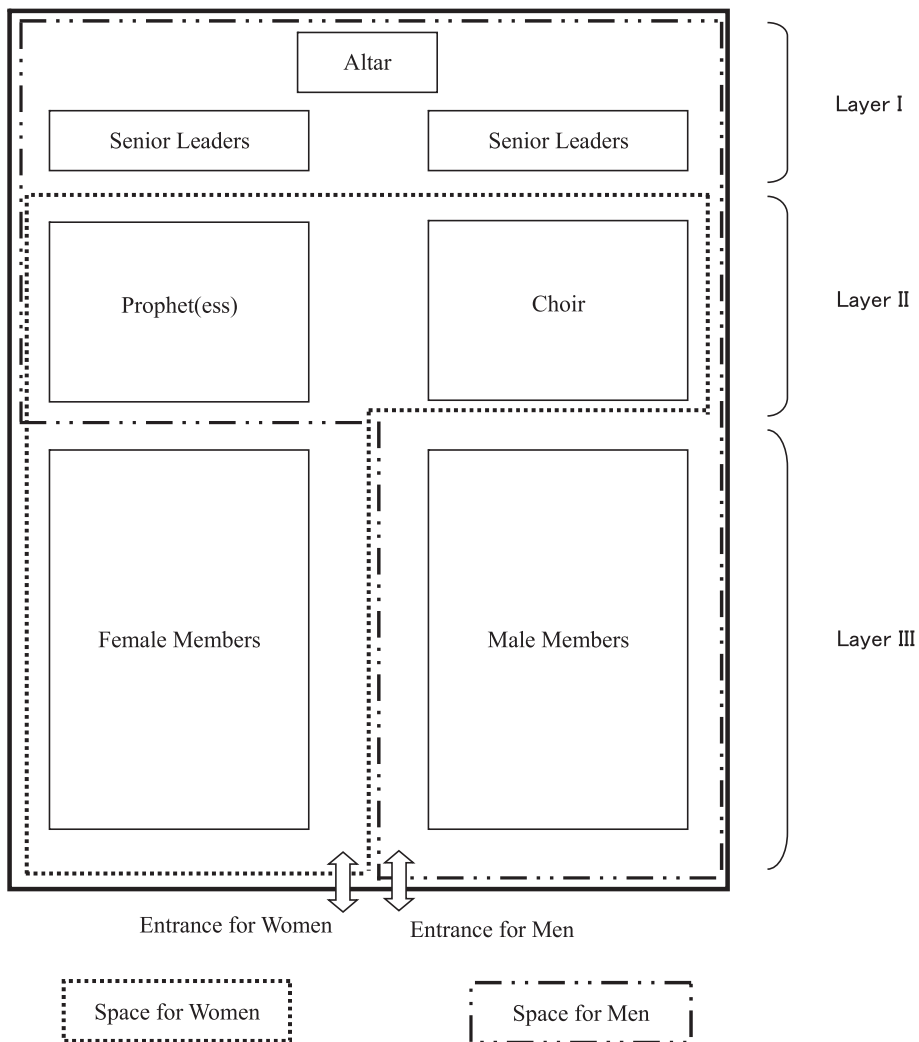 Altar
Layer I
Senior Leaders
Senior Leaders
Prophet(ess)
Choir
Layer II
Female Members
Male Members
Layer III
Entrance for Women
Entrance for Men
Space for Women
Space for Men